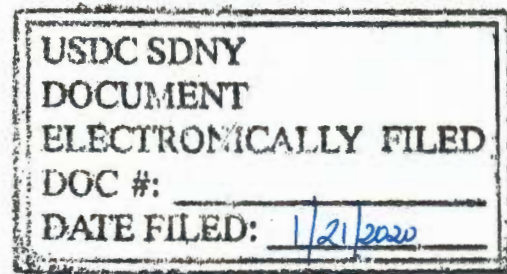 USDC SDNY
DOCUMENT
ELECTRONICALLY FILED
DOC #:
DATE FILED: 1/21/2020